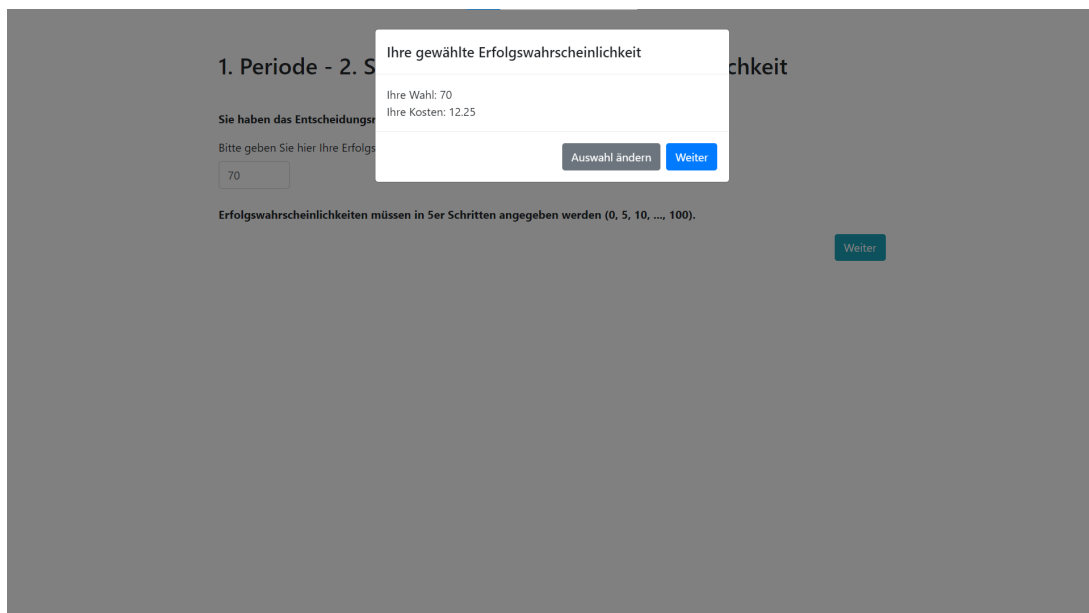 Ihre gewählte Erfolgswahrscheinlichkeit
1. Periode - 2. S
chkeit
Ihre Wahl: 70
Ihre Kosten: 12.25
Sie haben das
Bitte geben Sie hier Ihre
Auswahl ändern Weiter
70
Erfolgswahrscheinlichkeiten müssen in 5er Schritten angegeben werden (0, 5, 10, ..., 100).
Weiter